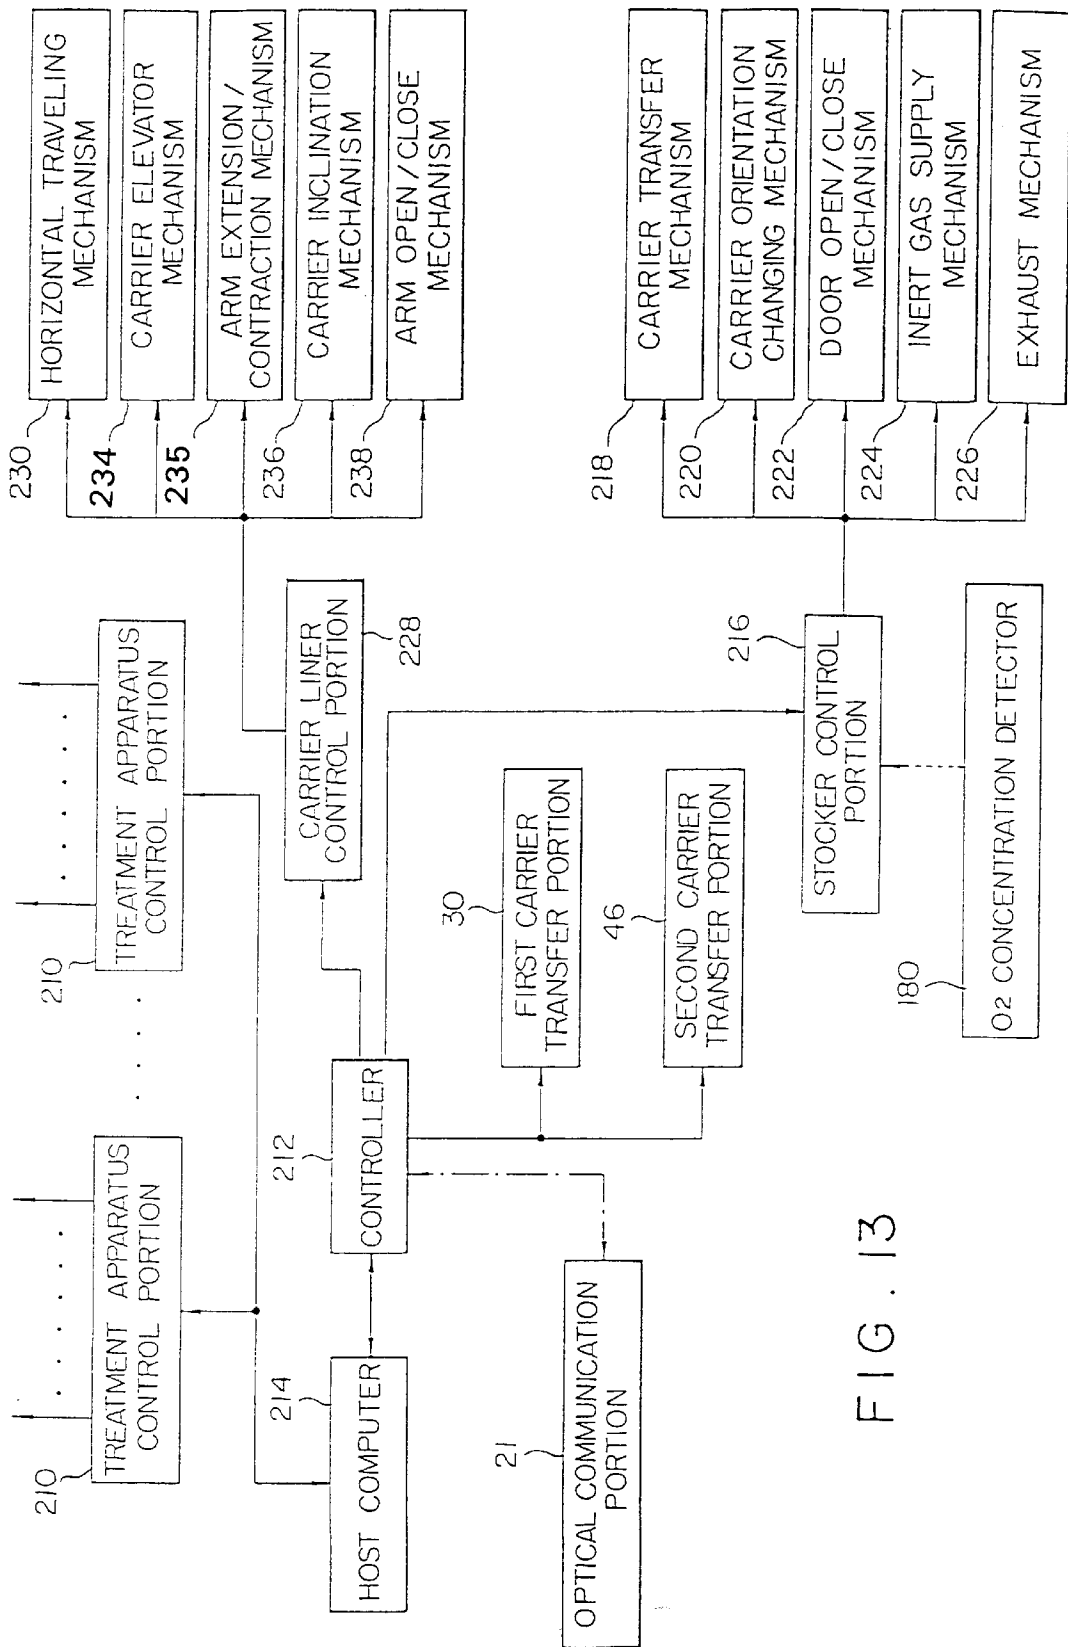 210
TREATMENT APPARATUS
CONTROL PORTION
210
TREATMENT APPARATUS
CONTROL PORTION
214
HOST COMPUTER
212
CONTROLLER
21
OPTICAL COMMUNICATION
PORTION
CARRIER LINER
CONTROL PORTION
228
30
FIRST CARRIER
TRANSFER PORTION
46
SECOND CARRIER
TRANSFER PORTION
STOCKER CONTROL
PORTION
216
180
O2 CONCENTRATION DETECTOR
230
HORIZONTAL TRAVELING
MECHANISM
234
CARRIER ELEVATOR
MECHANISM
235
ARM EXTENSION/
CONTRACTION MECHANISM
236
CARRIER INCLINATION
MECHANISM
238
ARM OPEN/CLOSE
MECHANISM
218
CARRIER TRANSFER
MECHANISM
220
CARRIER ORIENTATION
CHANGING MECHANISM
222
DOOR OPEN/CLOSE
MECHANISM
224
INERT GAS SUPPLY
MECHANISM
226
EXHAUST MECHANISM
FIG. 13